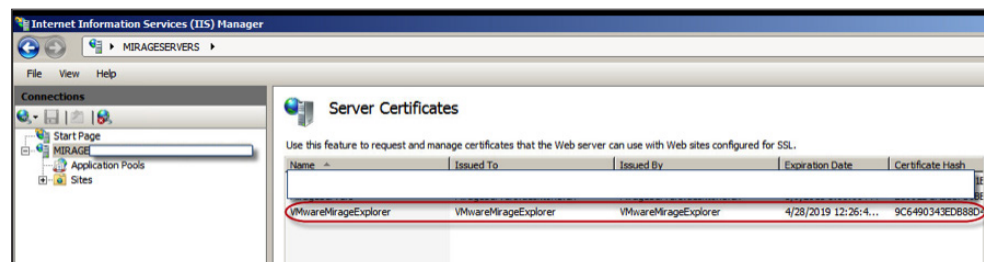 Internet Information Services (IIS) Manager
MIRAGESERVERS
File View Help
Connections
Start Page
MIRAGE
Application Pools
Sites
Server Certificates
Use this feature to request and manage certificates that the Web server can use with Web sites configured for SSL.
Name Issued To Issued By Expiration Date Certificate Hash
VMwareMirageExplorer VMwareMirageExplorer VMwareMirageExplorer 4/28/2019 12:26:4... 9C6490343EDB88D4